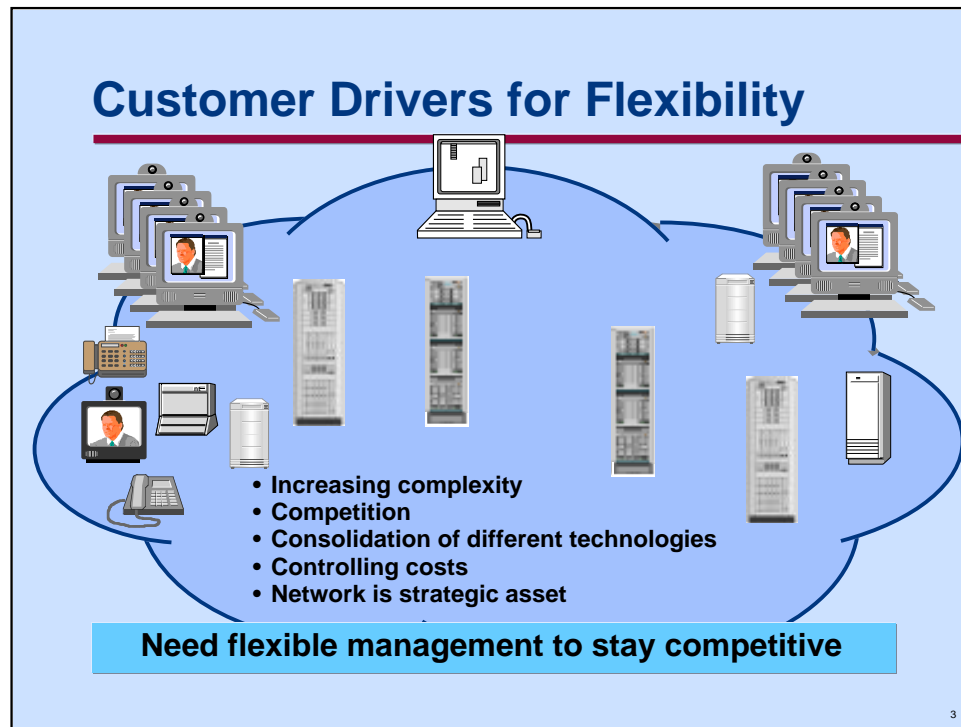 Customer Drivers for Flexibility
• Increasing complexity
• Competition
• Consolidation of different technologies
• Controlling costs
• Network is strategic asset
Need flexible management to stay competitive
3